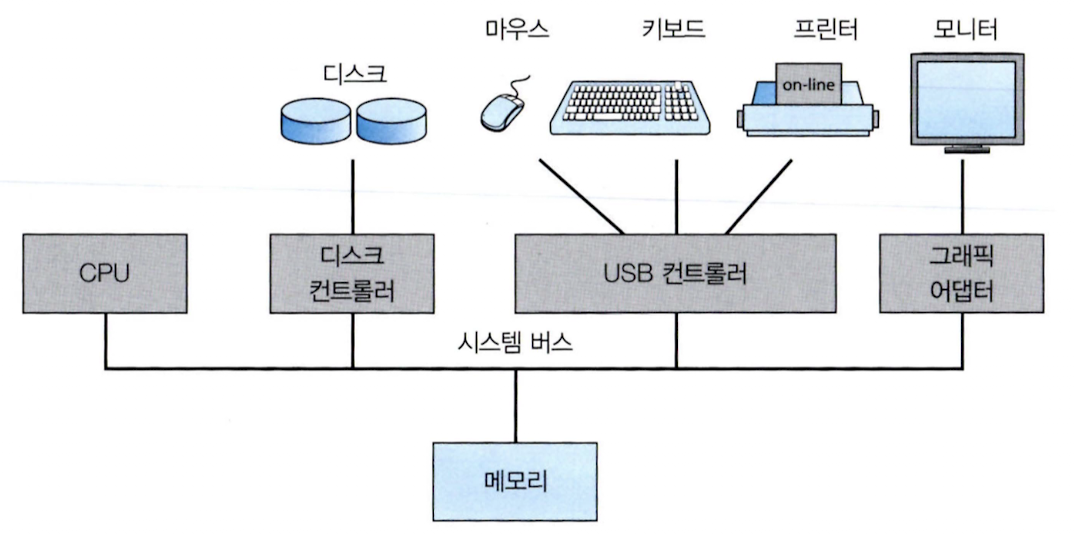 마우스
키보드
프린터
모니터
디스크
on-line
CPU
디스크
컨트롤러
USB 컨트롤러
그래픽
어댑터
시스템 버스
메모리